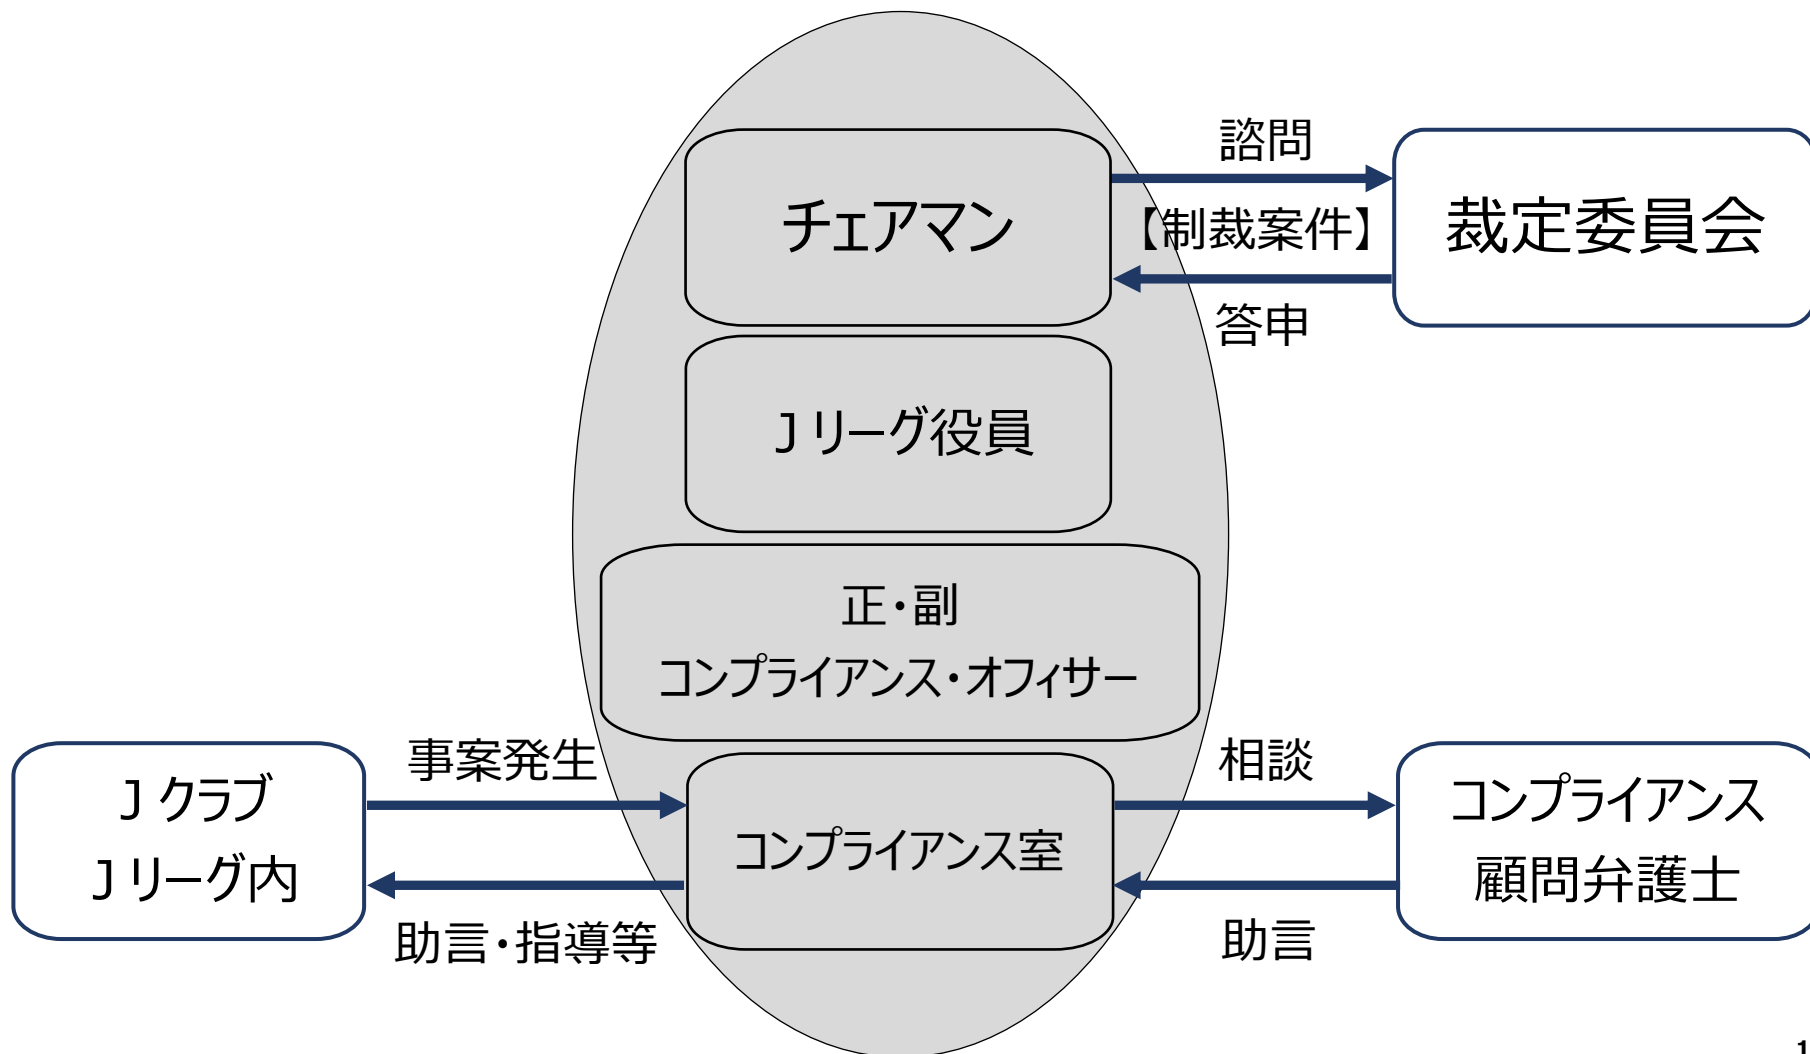 諮問
チェアマン
【制裁案件】
裁定委員会
答申
Jリーグ役員
正・副
コンプライアンス・オフィサー
事案発生
相談
Jクラブ
Jリーグ内
コンプライアンス室
コンプライアンス
顧問弁護士
助言・指導等
助言
1